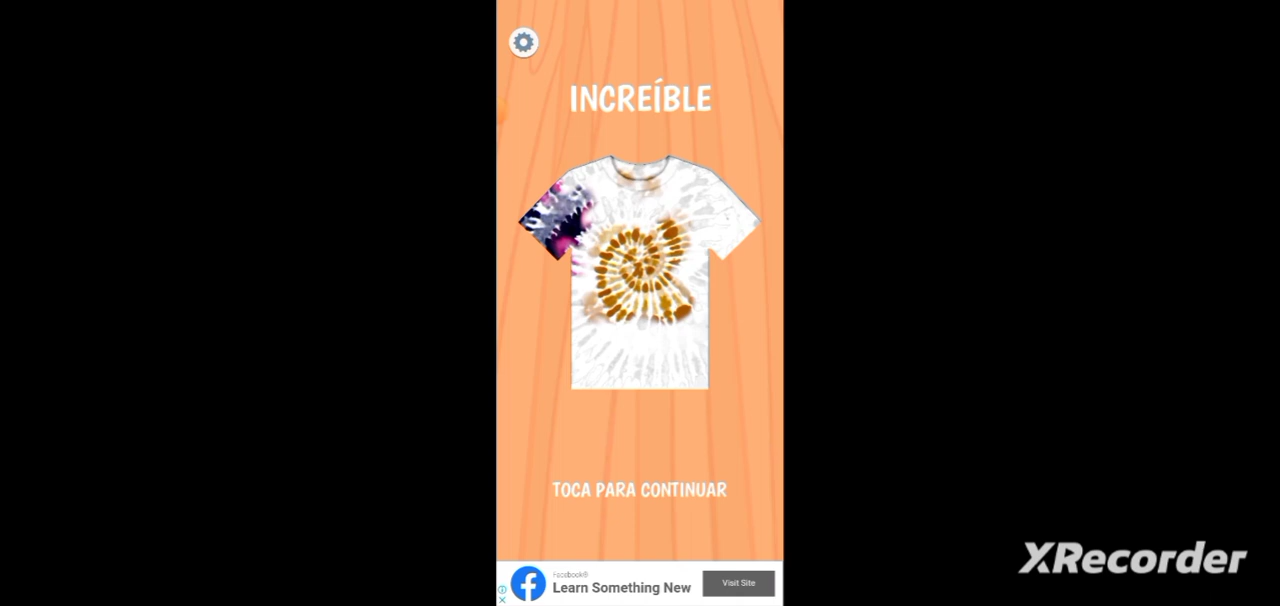 INCREÍBLE
TOCA PARA CONTINUAR
Facebook®
Learn Something New
Visit Site
XRecorder